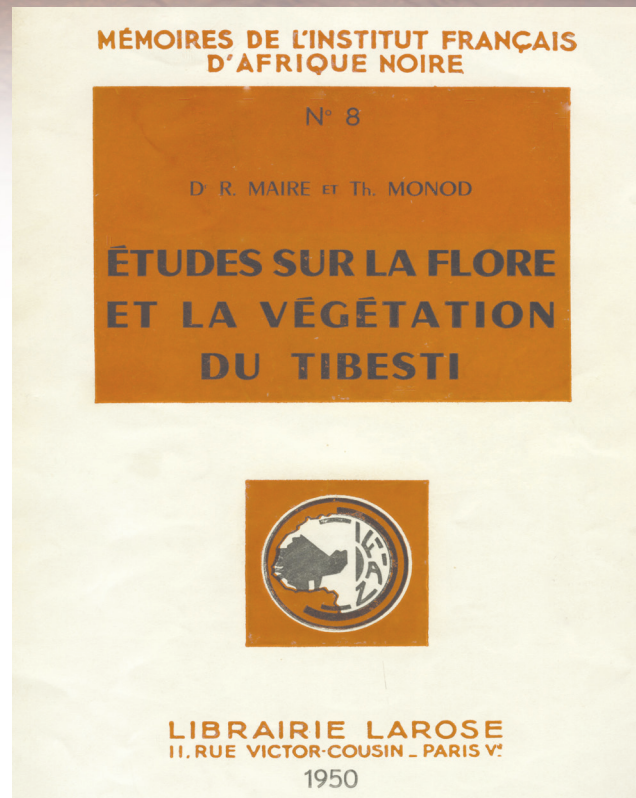 MÉMOIRES DE L'INSTITUT FRANÇAIS
D'AFRIQUE NOIRE
N° 8
Dr R. MAIRE ET Th. MONOD
ÉTUDES SUR LA FLORE
ET LA VÉGÉTATION
DU TIBESTI
IFAN
LIBRAIRIE LAROSE
11, RUE VICTOR-COUSIN _ PARIS Ve
1950